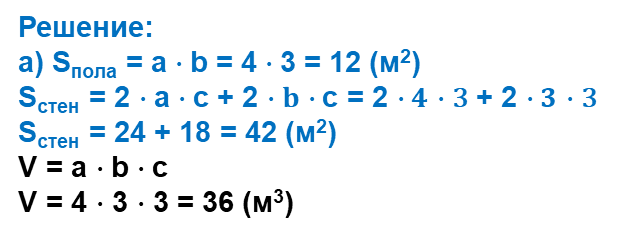 Решение:
а) Sпола = a · b = 4 · 3 = 12 (м²)
Sстен = 2 · a · c + 2 · b · c = 2 · 4 · 3 + 2 · 3 · 3
Sстен = 24 + 18 = 42 (м²)
V = a · b · c
V = 4 · 3 · 3 = 36 (м³)